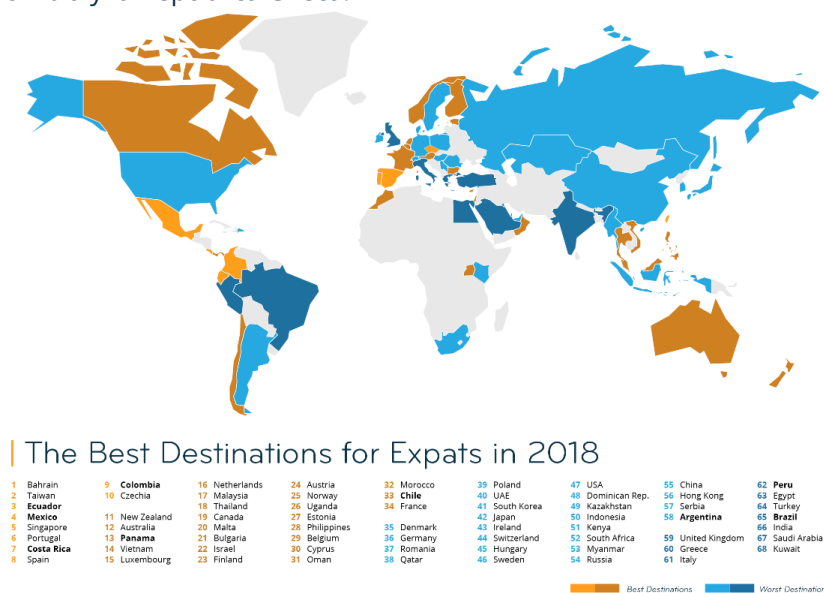 The Best Destinations for Expats in 2018
1 Bahrain
2 Taiwan
3 Ecuador
4 Mexico
5 Singapore
6 Portugal
7 Costa Rica
8 Spain
9 Colombia
10 Czechia
11 New Zealand
12 Australia
13 Panama
14 Vietnam
15 Luxembourg
16 Netherlands
17 Malaysia
18 Thailand
19 Canada
20 Malta
21 Bulgaria
22 Israel
23 Finland
24 Austria
25 Norway
26 Uganda
27 Estonia
28 Philippines
29 Belgium
30 Cyprus
31 Oman
32 Morocco
33 Chile
34 France
35 Denmark
36 Germany
37 Romania
38 Qatar
39 Poland
40 UAE
41 South Korea
42 Japan
43 Ireland
44 Switzerland
45 Hungary
46 Sweden
47 USA
48 Dominican Rep.
49 Kazakhstan
50 Indonesia
51 Kenya
52 South Africa
53 Myanmar
54 Russia
55 China
56 Hong Kong
57 Serbia
58 Argentina
59 United Kingdom
60 Greece
61 Italy
62 Peru
63 Egypt
64 Turkey
65 Brazil
66 India
67 Saudi Arabia
68 Kuwait
Best Destinations
Worst Destination